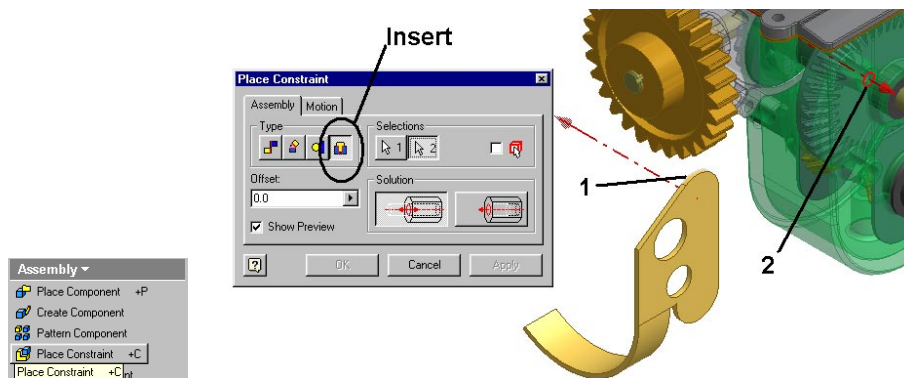 Insert
Place Constraint
Assembly Motion
Type
Selections
1 2
Offset:
0.0
Solution
Show Preview
?
OK Cancel Apply
1
2
Assembly
Place Component +P
Create Component
Pattern Component
Place Constraint +C
Place Constraint +C nt